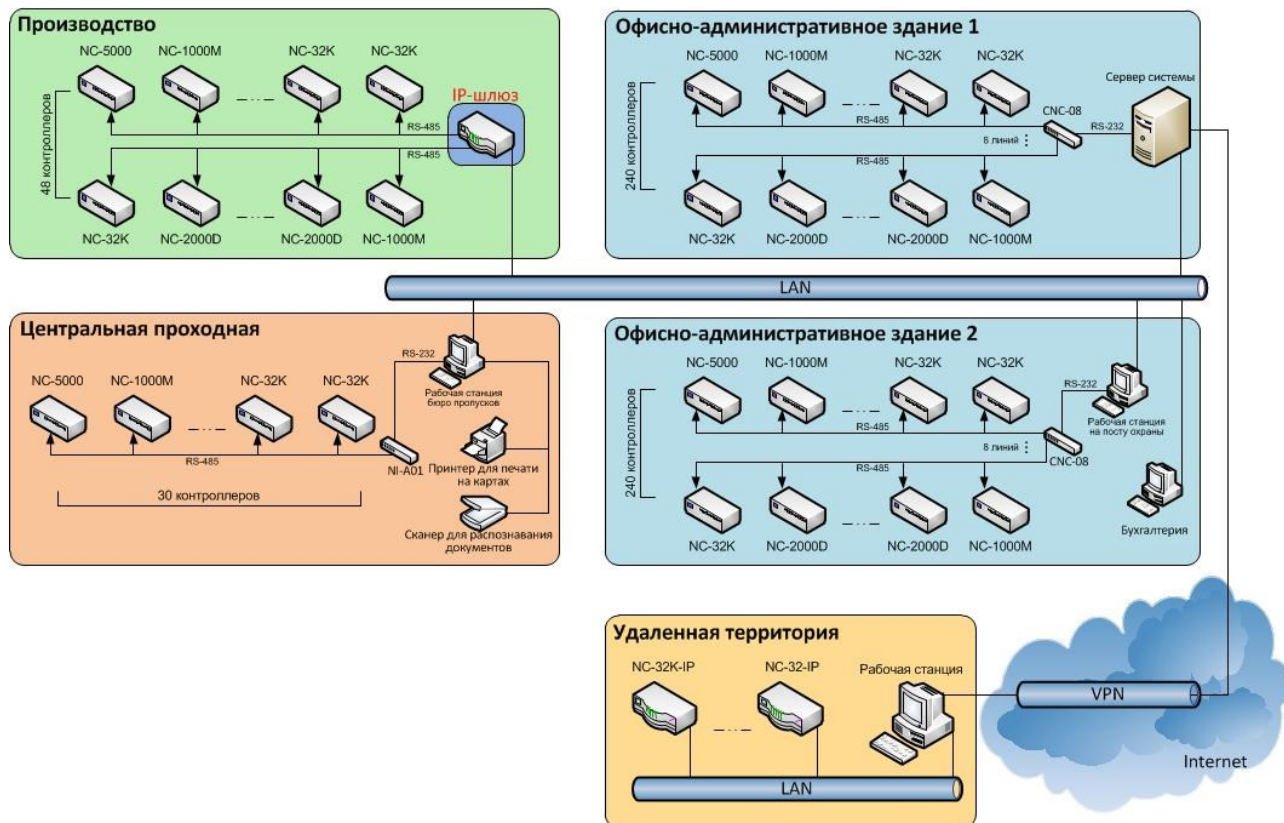 Производство
NC-5000 NC-1000M NC-32K NC-32K
IP-шлюз
48 контроллеров
RS-485
RS-485
NC-32K NC-2000D NC-2000D NC-1000M
Офисно-административное здание 1
NC-5000 NC-1000M NC-32K NC-32K
Сервер системы
CNC-08
RS-232
240 контроллеров
RS-485
8 линий
RS-485
NC-32K NC-2000D NC-2000D NC-1000M
LAN
Центральная проходная
RS-232
NC-5000 NC-1000M NC-32K NC-32K
Рабочая станция
бюро пропусков
RS-485
NI-A01
Принтер для печати
на картах
30 контроллеров
Сканер для распознавания
документов
Офисно-административное здание 2
NC-5000 NC-1000M NC-32K NC-32K
RS-232
240 контроллеров
Рабочая станция
на посту охраны
RS-485
8 линий
CNC-08
RS-485
NC-32K NC-2000D NC-2000D NC-1000M
Бухгалтерия
Удаленная территория
NC-32K-IP NC-32-IP Рабочая станция
LAN
VPN
Internet